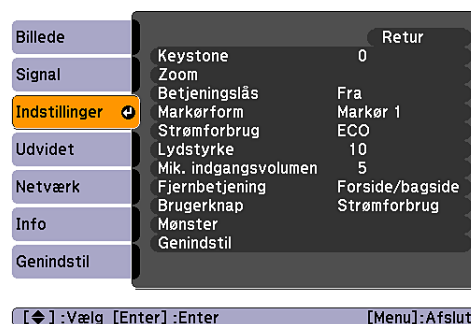 Billede
Signal
Indstillinger
Udvidet
Netværk
Info
Genindstil
Retur
Keystone 0
Zoom
Betjeningslås Fra
Markørform Markør 1
Strømforbrug ECO
Lydstyrke 10
Mik. indgangsvolumen 5
Fjernbetjening Forside/bagside
Brugerknap Strømforbrug
Mønster
Genindstil
[◆] :Vælg [Enter] :Enter [Menu]:Afslut